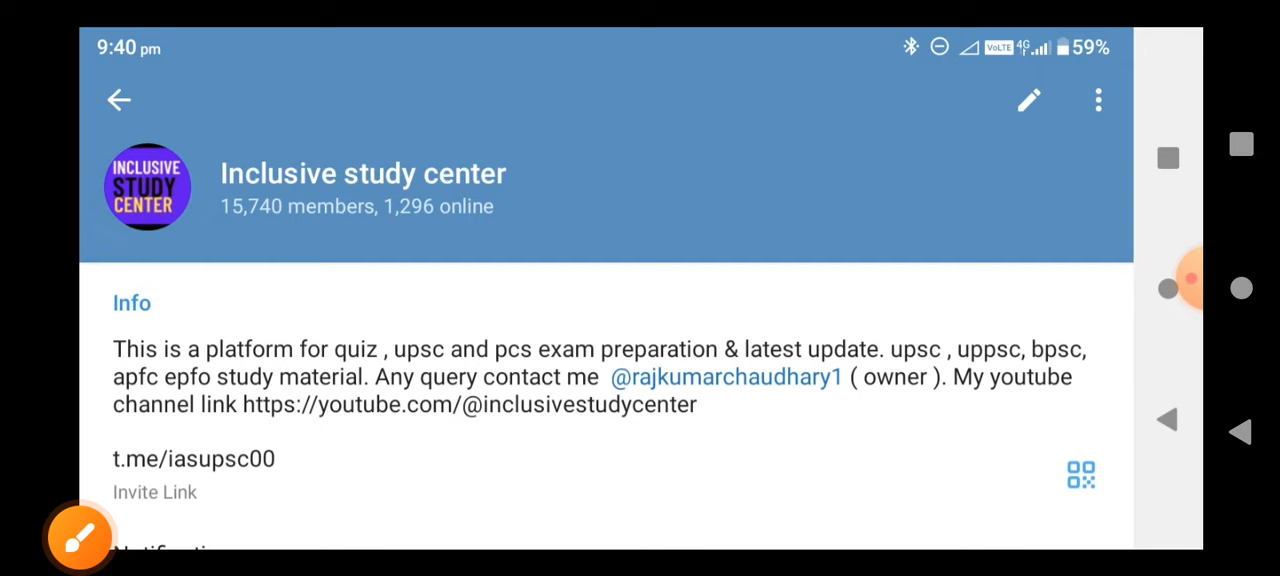 9:40 pm
VoLTE 4G 59%
INCLUSIVE
STUDY
CENTER
Inclusive study center
15,740 members, 1,296 online
Info
This is a platform for quiz , upsc and pcs exam preparation & latest update. upsc , uppsc, bpsc,
apfc epfo study material. Any query contact me @rajkumarchaudhary1 ( owner ). My youtube
channel link https://youtube.com/@inclusivestudycenter
t.me/iasupsc00
Invite Link